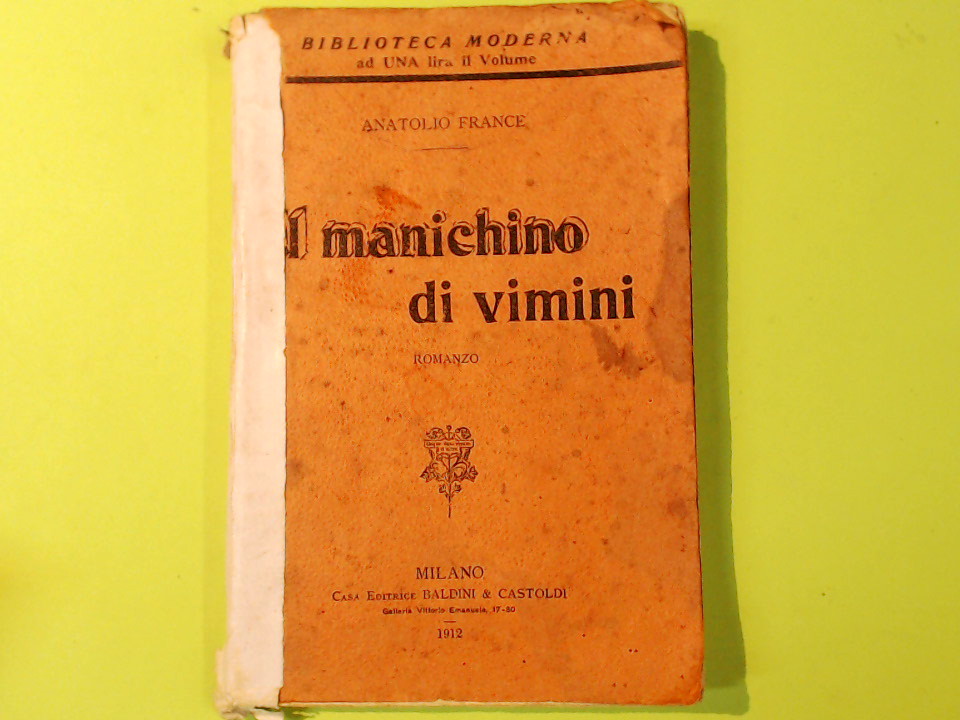 BIBLIOTECA MODERNA
ad UNA lira il Volume
ANATOLIO FRANCE
Il manichino
di vimini
ROMANZO
MILANO
CASA EDITRICE BALDINI & CASTOLDI
Galleria Vittorio Emanuele, 17-80
1912